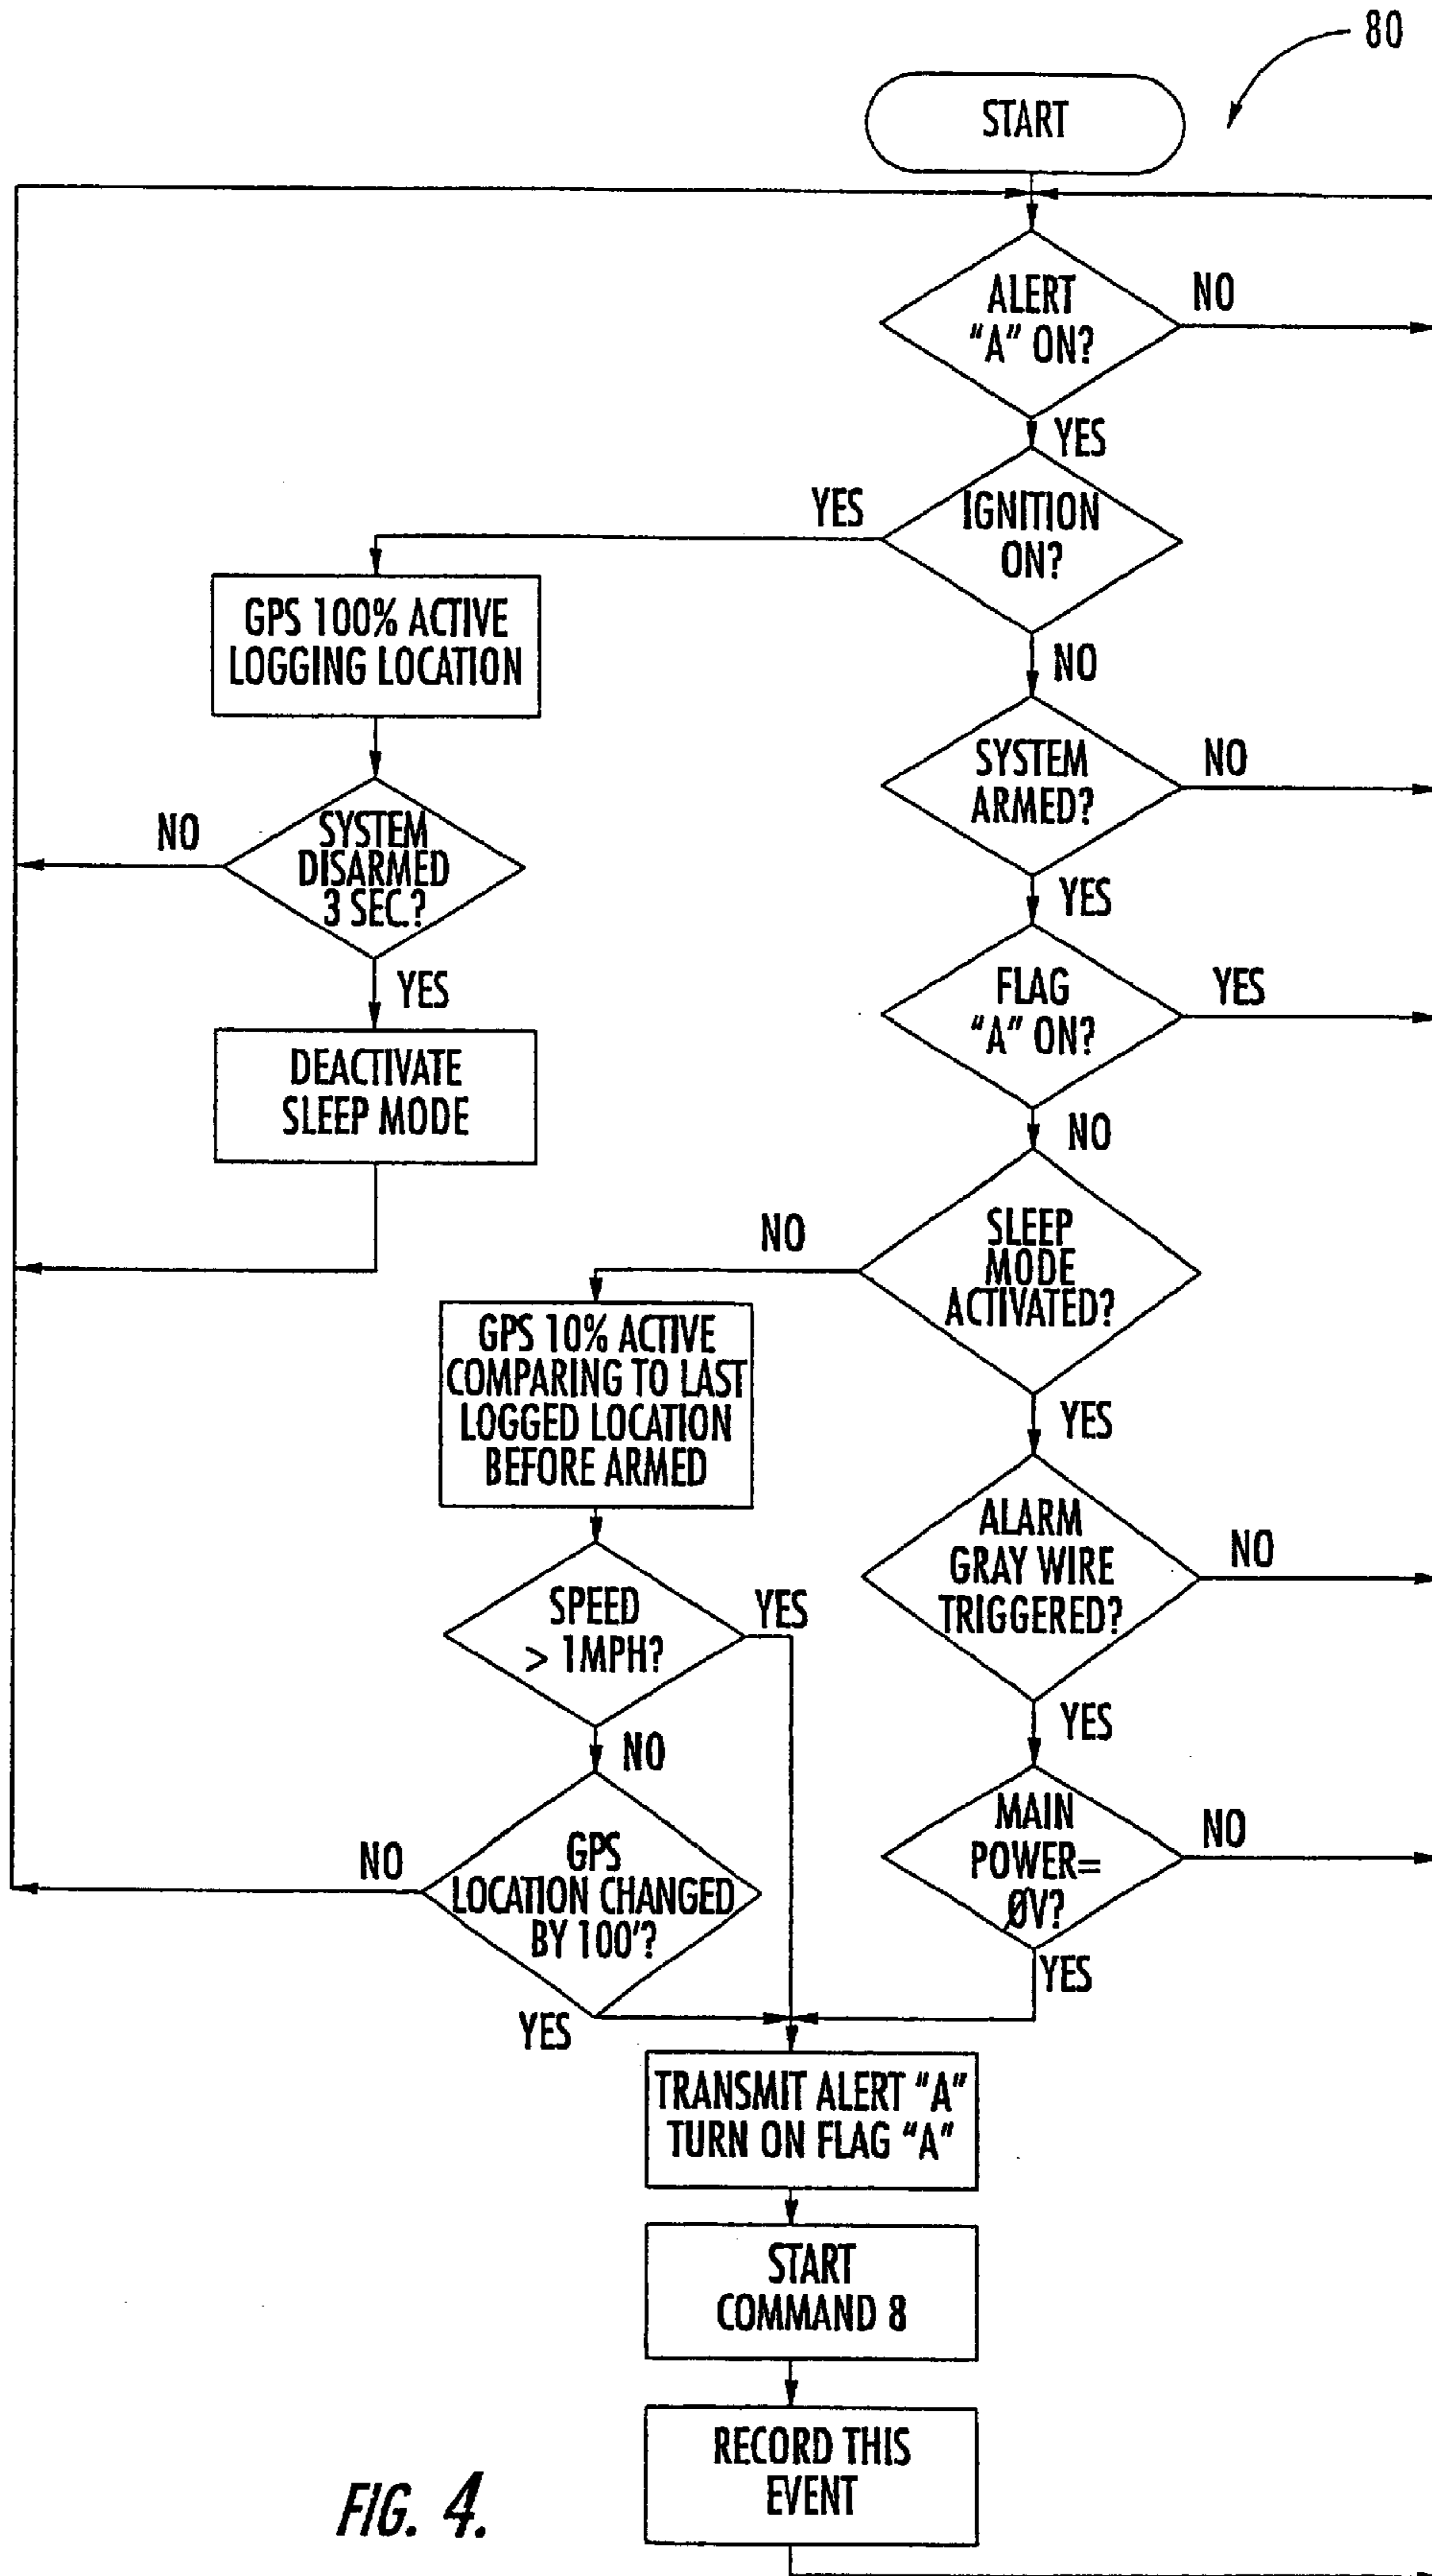 80
START
ALERT
"A" ON?
NO
YES
IGNITION
ON?
YES
NO
GPS 100% ACTIVE
LOGGING LOCATION
SYSTEM
DISARMED
3 SEC.?
NO
YES
DEACTIVATE
SLEEP MODE
SYSTEM
ARMED?
NO
YES
FLAG
"A" ON?
YES
NO
SLEEP
MODE
ACTIVATED?
NO
YES
GPS 10% ACTIVE
COMPARING TO LAST
LOGGED LOCATION
BEFORE ARMED
SPEED
> 1MPH?
YES
NO
GPS
LOCATION CHANGED
BY 100'?
NO
YES
ALARM
GRAY WIRE
TRIGGERED?
NO
YES
MAIN
POWER=
ØV?
NO
YES
TRANSMIT ALERT "A"
TURN ON FLAG "A"
START
COMMAND 8
RECORD THIS
EVENT
FIG. 4.